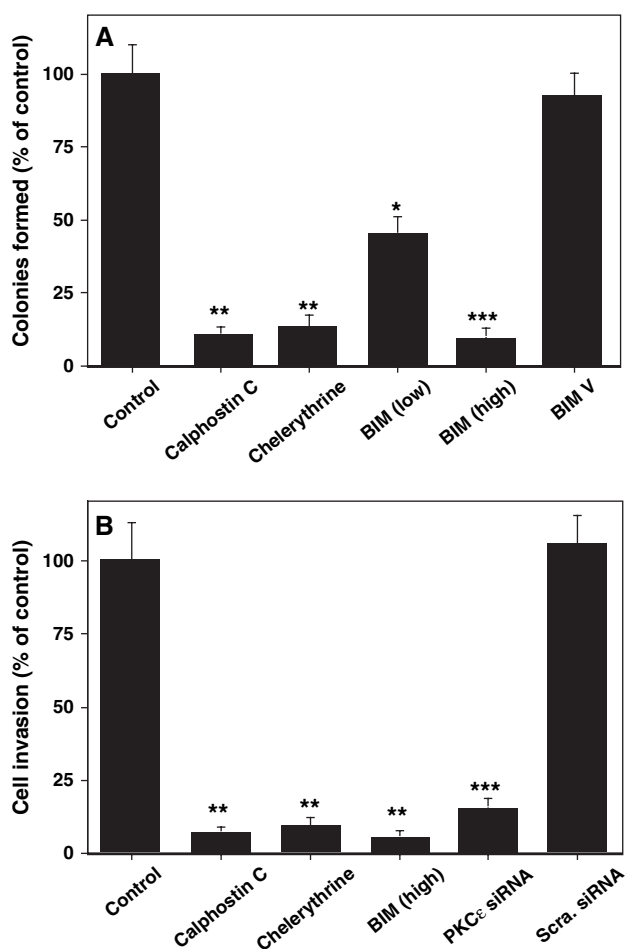 A
Colonies formed (% of control)
100
75
50
25
0
**
**
*
***
Control
Calphostin C
Chelerythrine
BIM (low)
BIM (high)
BIM V
B
Cell invasion (% of control)
100
75
50
25
0
**
**
**
***
Control
Calphostin C
Chelerythrine
BIM (high)
PKCε siRNA
Scra. siRNA